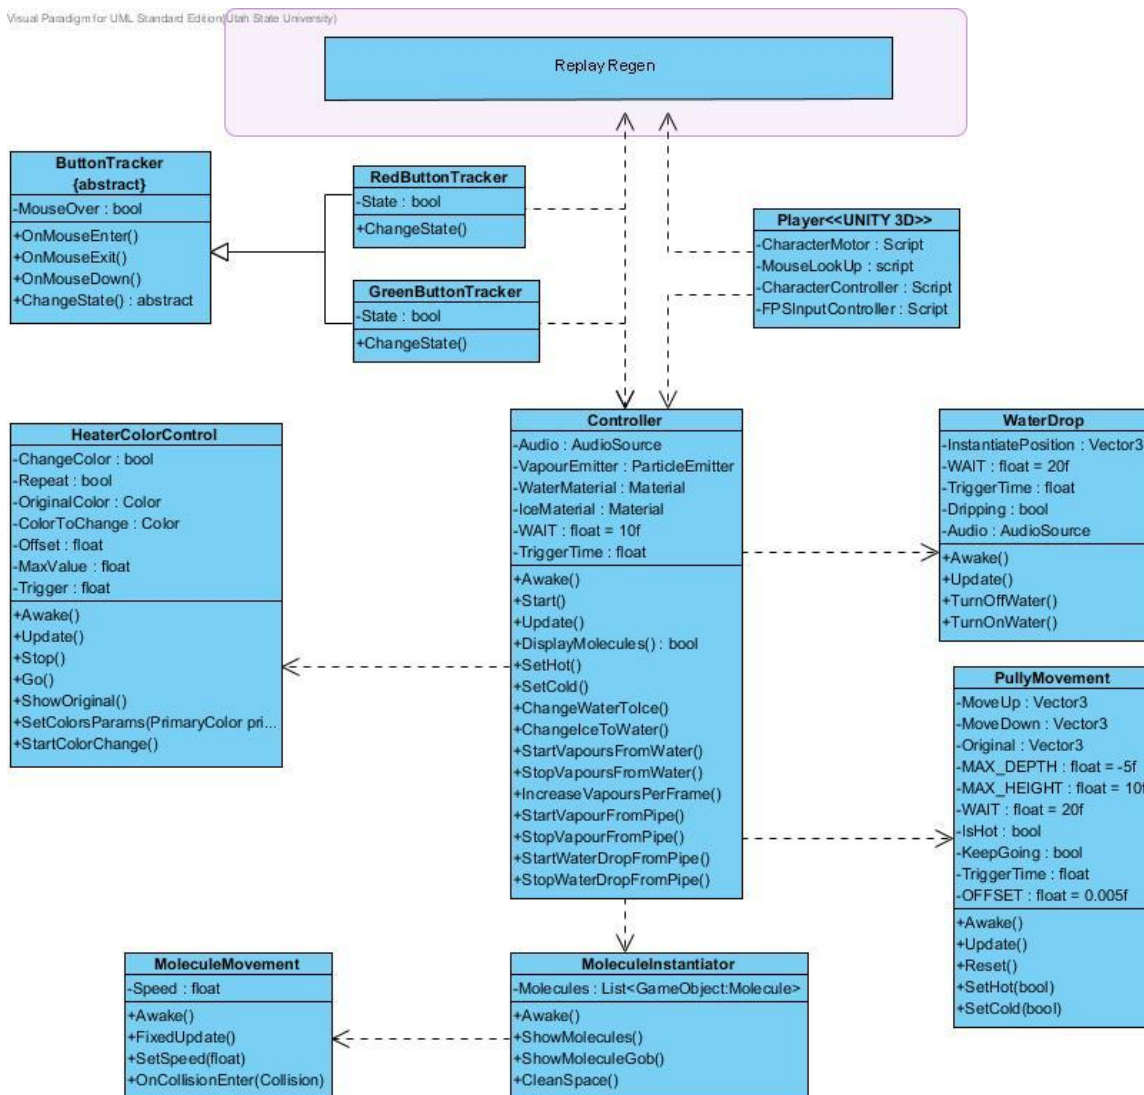 Visual Paradigm for UML Standard Edition(Utah State University)
Replay Regen
ButtonTracker
{abstract}
-MouseOver : bool
+OnMouseEnter()
+OnMouseExit()
+OnMouseDown()
+ChangeState() : abstract
RedButtonTracker
-State : bool
+ChangeState()
GreenButtonTracker
-State : bool
+ChangeState()
Player<<UNITY 3D>>
-CharacterMotor : Script
-MouseLookUp : script
-CharacterController : Script
-FPSInputController : Script
HeaterColorControl
-ChangeColor : bool
-Repeat : bool
-OriginalColor : Color
-ColorToChange : Color
-Offset : float
-MaxValue : float
-Trigger : float
+Awake()
+Update()
+Stop()
+Go()
+ShowOriginal()
+SetColorsParams(PrimaryColor pri...
+StartColorChange()
Controller
-Audio : AudioSource
-VapourEmitter : ParticleEmitter
-WaterMaterial : Material
-IceMaterial : Material
-WAIT : float = 10f
-TriggerTime : float
+Awake()
+Start()
+Update()
+DisplayMolecules() : bool
+SetHot()
+SetCold()
+ChangeWaterToIce()
+ChangeIceToWater()
+StartVapoursFromWater()
+StopVapoursFromWater()
+IncreaseVapoursPerFrame()
+StartVapourFromPipe()
+StopVapourFromPipe()
+StartWaterDropFromPipe()
+StopWaterDropFromPipe()
WaterDrop
-InstantiatePosition : Vector3
-WAIT : float = 20f
-TriggerTime : float
-Dripping : bool
-Audio : AudioSource
+Awake()
+Update()
+TurnOffWater()
+TurnOnWater()
PullyMovement
-MoveUp : Vector3
-MoveDown : Vector3
-Original : Vector3
-MAX_DEPTH : float = -5f
-MAX_HEIGHT : float = 10f
-WAIT : float = 20f
-IsHot : bool
-KeepGoing : bool
-TriggerTime : float
-OFFSET : float = 0.005f
+Awake()
+Update()
+Reset()
+SetHot(bool)
+SetCold(bool)
MoleculeMovement
-Speed : float
+Awake()
+FixedUpdate()
+SetSpeed(float)
+OnCollisionEnter(Collision)
MoleculeInstantiator
-Molecules : List<GameObject:Molecule>
+Awake()
+ShowMolecules()
+ShowMoleculeGob()
+CleanSpace()